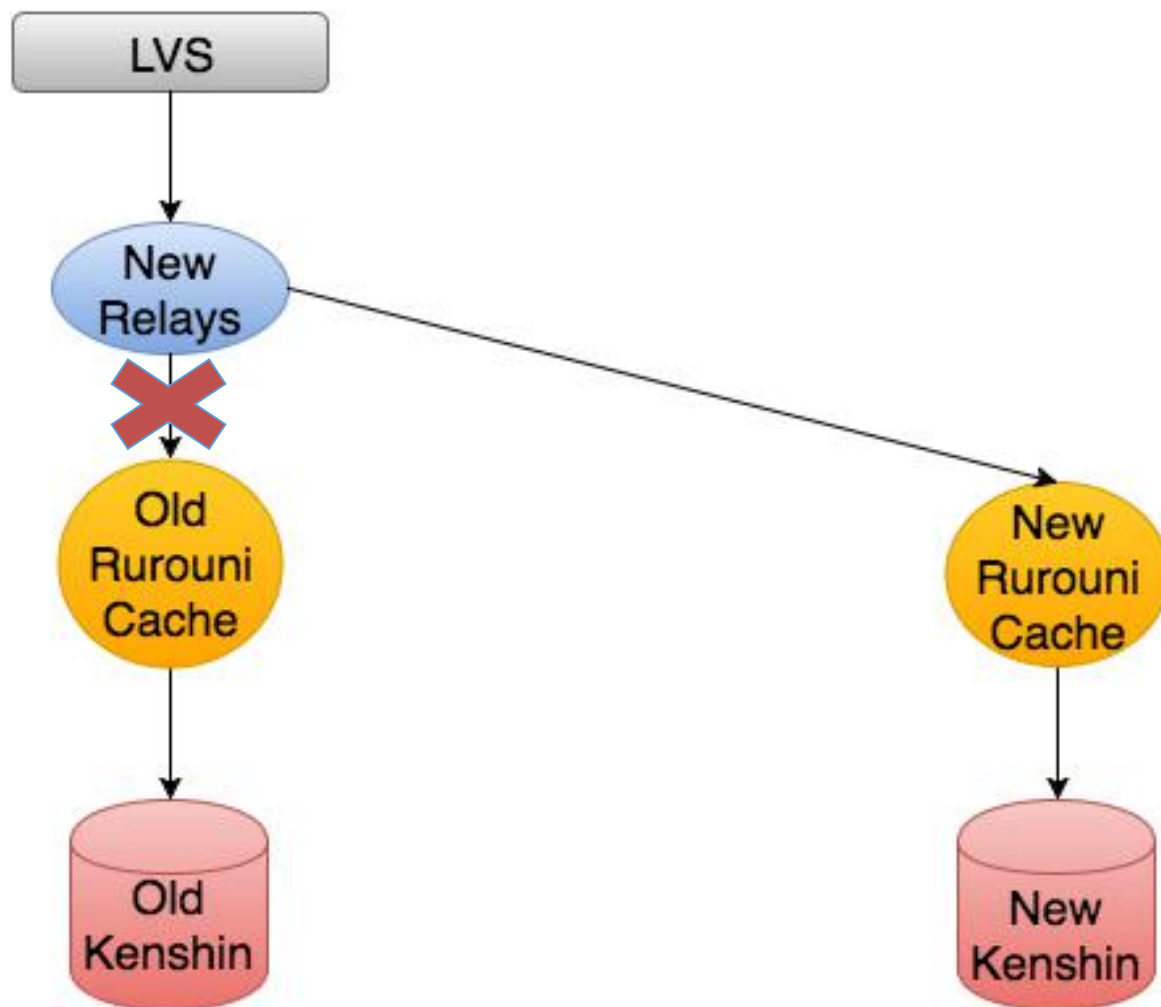 LVS
New
Relays
Old
Rurouni
Cache
New
Rurouni
Cache
Old
Kenshin
New
Kenshin